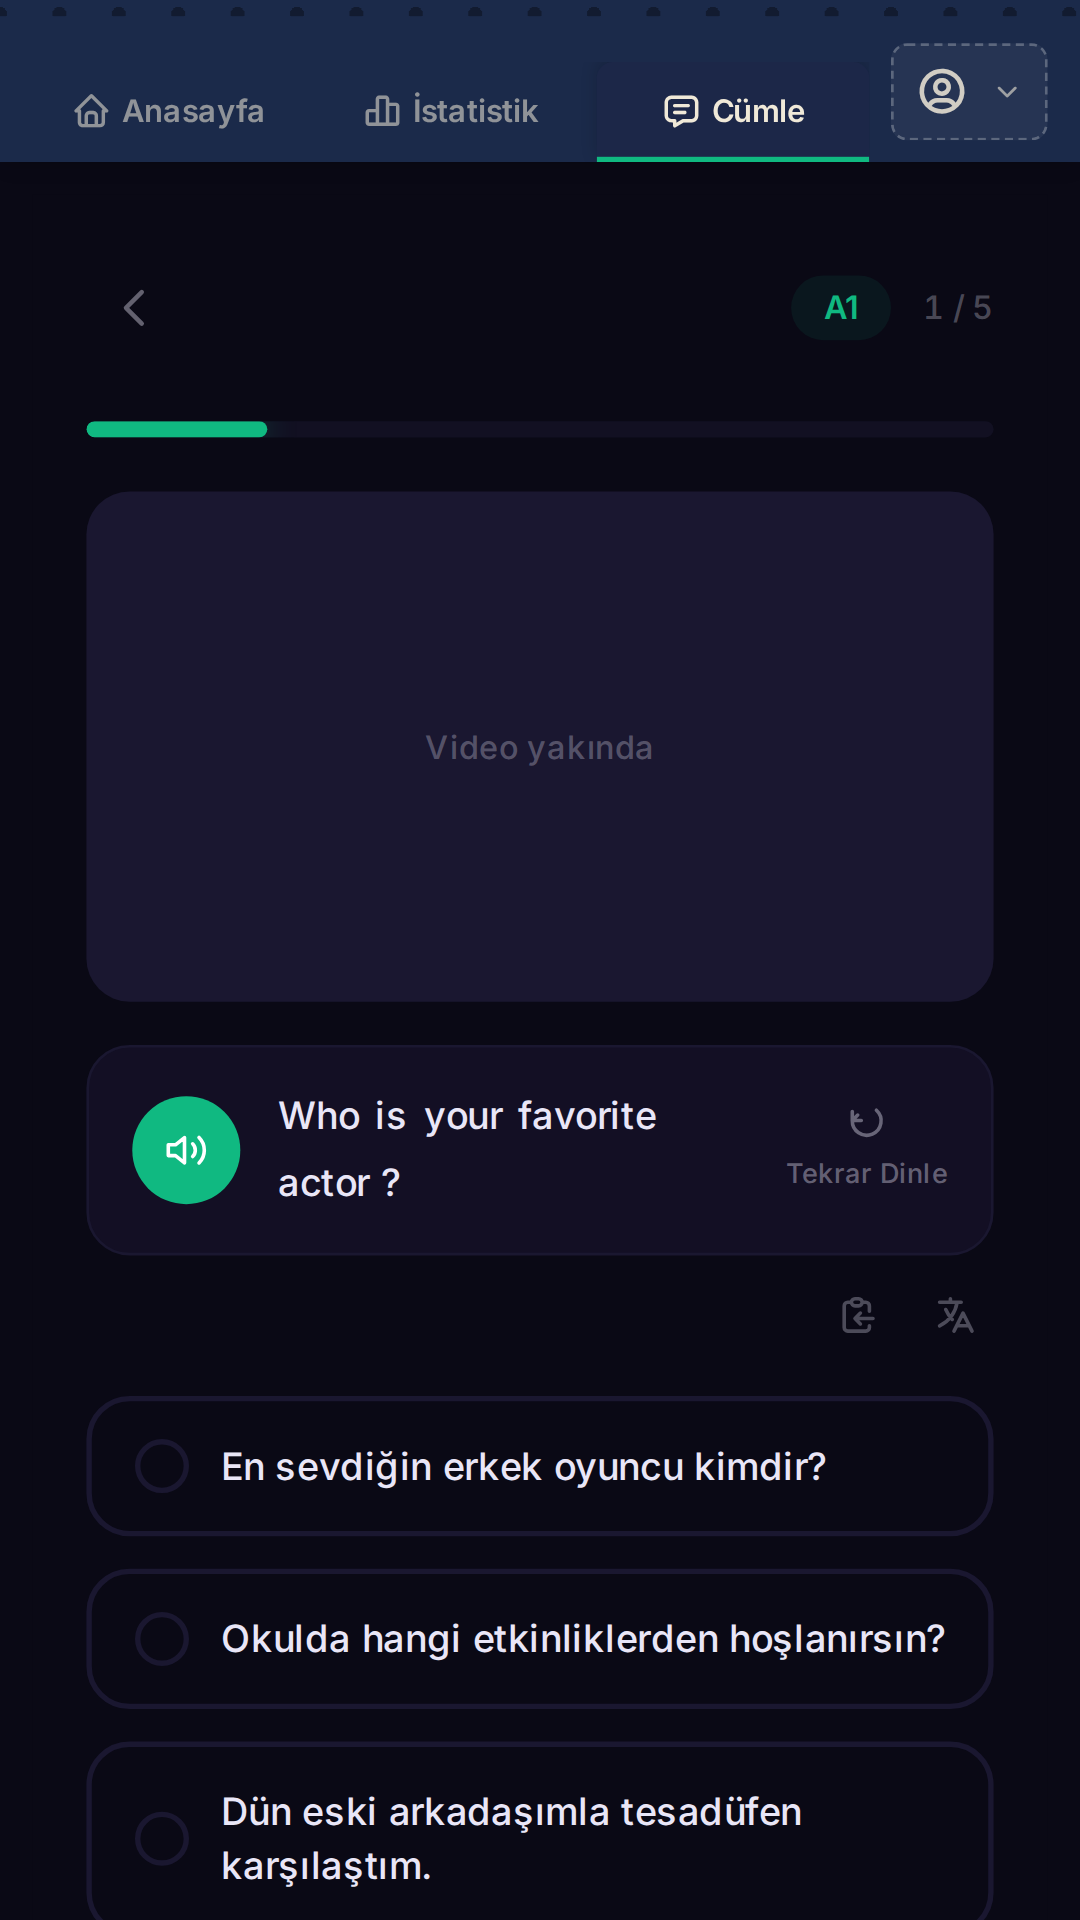 Anasayfa
İstatistik
Cümle
A1
1 / 5
Video yakında
Who is your favorite
actor ?
Tekrar Dinle
En sevdiğin erkek oyuncu kimdir?
Okulda hangi etkinliklerden hoşlanırsın?
Dün eski arkadaşımla tesadüfen
karşılaştım.